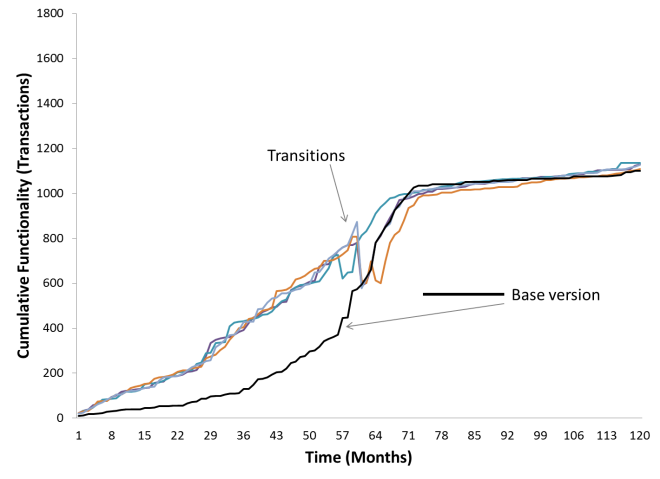 Cumulative Functionality (Transactions)
1800
1600
1400
1200
1000
800
600
400
200
0
Transitions
Base version
1 8 15 22 29 36 43 50 57 64 71 78 85 92 99 106 113 120
Time (Months)